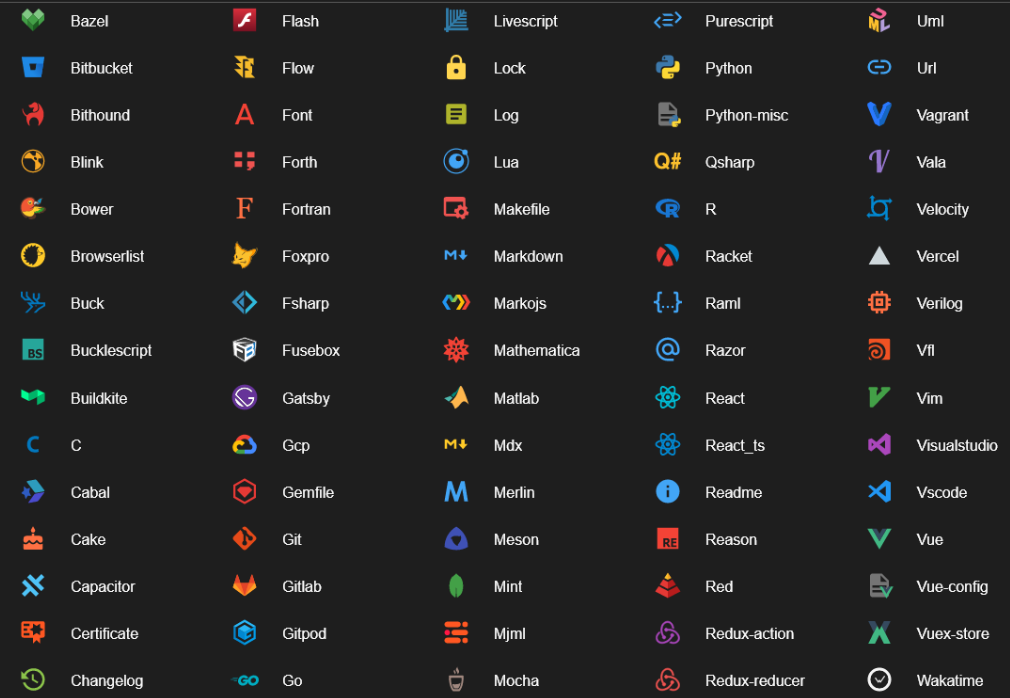 Bazel Flash Livescript Purescript Uml
Bitbucket Flow Lock Python Url
Bithound Font Log Python-misc Vagrant
Blink Forth Lua Q# Qsharp Vala
Bower F Fortran Makefile R Velocity
Browserlist Foxpro M Markdown Racket Vercel
Buck Fsharp Markojs {...} Raml Verilog
BS Bucklescript Fusebox Mathematica @ Razor Vfl
Buildkite Gatsby Matlab React Vim
C C Gcp M Mdx React_ts Visualstudio
Cabal Gemfile M Merlin i Readme Vscode
Cake Git Meson RE Reason Vue
Capacitor Gitlab Mint Red Vue-config
Certificate Gitpod Mjml Redux-action Vuex-store
Changelog GO Go Mocha Redux-reducer Wakatime